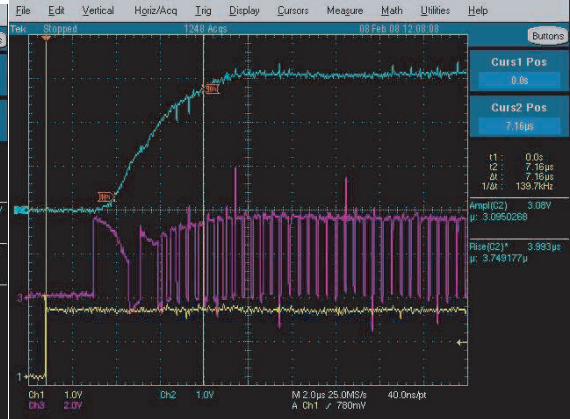 File Edit Vertical Horiz/Acq Trig Display Cursors Measure Math Utilities Help
Tek Stopped 1248 Acqs 08 Feb 08 12:08:08
Buttons
Curs1 Pos
0.0s
Curs2 Pos
7.16µs
t1: 0.0s
t2: 7.16µs
Δt: 7.16µs
1/Δt: 139.7kHz
Ampl(C2) 3.08V
µ: 3.0950268
Rise(C2)* 3.993µs
µ: 3.749177µ
3
1
Ch1 1.0V Ch2 1.0V M 2.0µs 25.0MS/s 40.0ns/pt
Ch3 2.0V A Ch1 ∕ 780mV